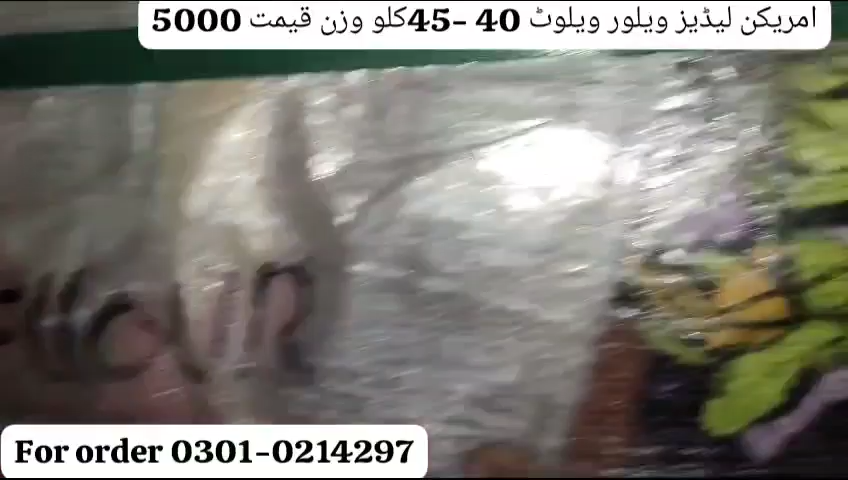 امریکن لیڈیز ویلور ویلوٹ 40 -45کلو وزن قیمت 5000
For order 0301-0214297